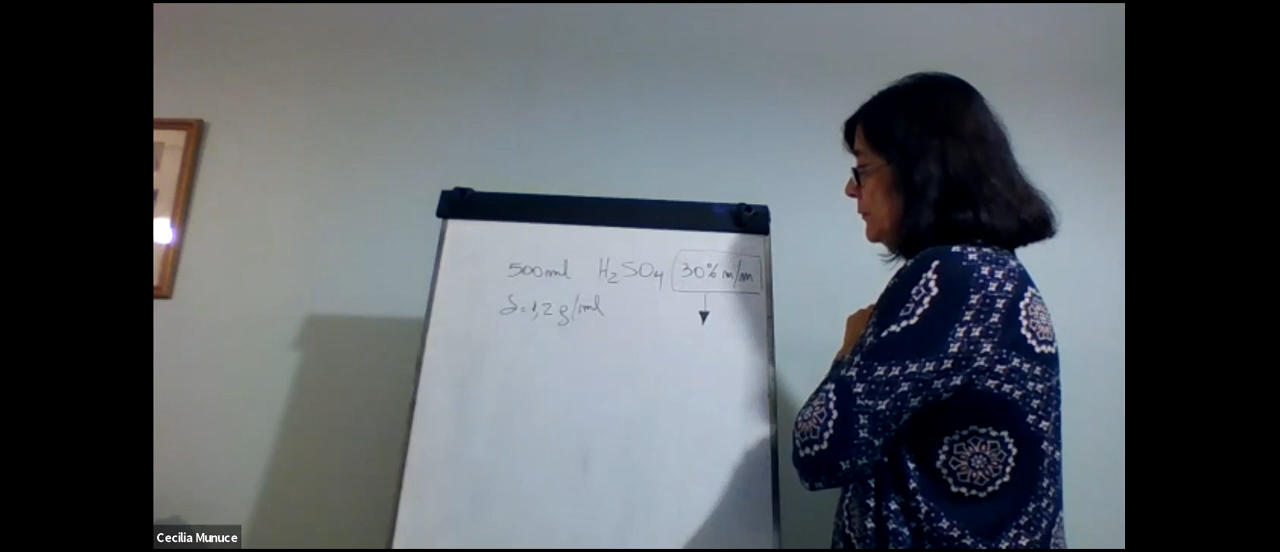 500ml H₂SO₄ 30% m/m
δ=1,2 g/ml
Cecilia Munuce